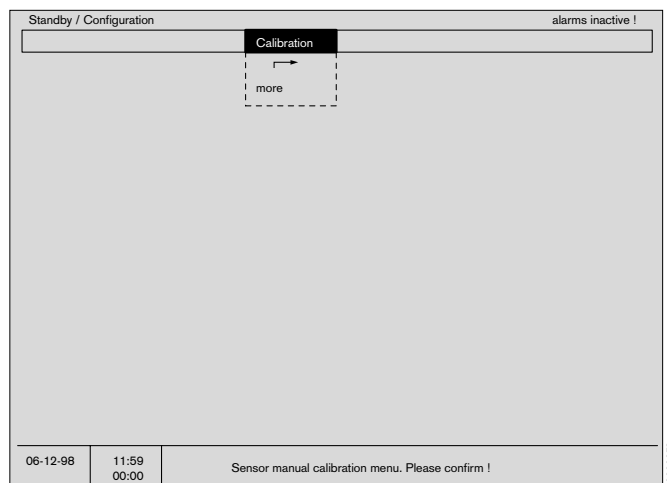 Standby / Configuration alarms inactive !
Calibration
more
06-12-98 11:59 Sensor manual calibration menu. Please confirm !
00:00